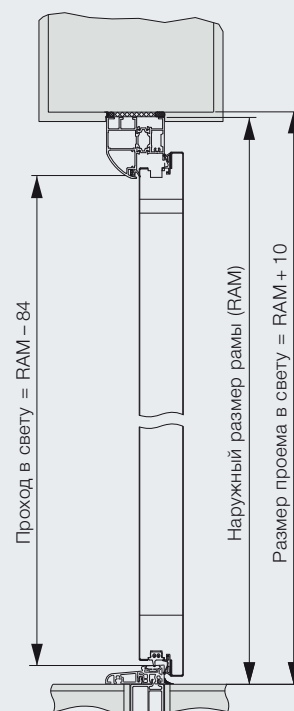 Проход в свету = RAM – 84
Наружный размер рамы (RAM)
Размер проема в свету = RAM + 10